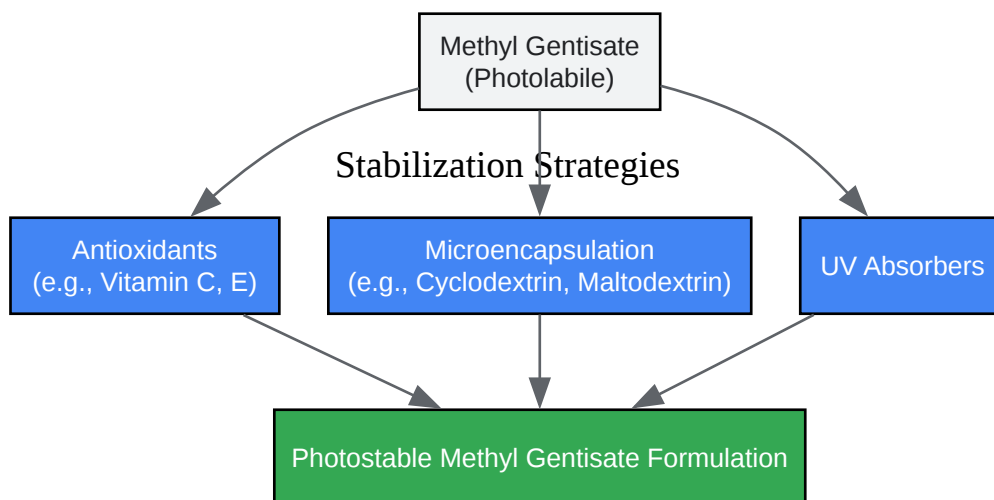 Methyl Gentisate
(Photolabile)
Stabilization Strategies
Antioxidants
(e.g., Vitamin C, E)
Microencapsulation
(e.g., Cyclodextrin, Maltodextrin)
UV Absorbers
Photostable Methyl Gentisate Formulation